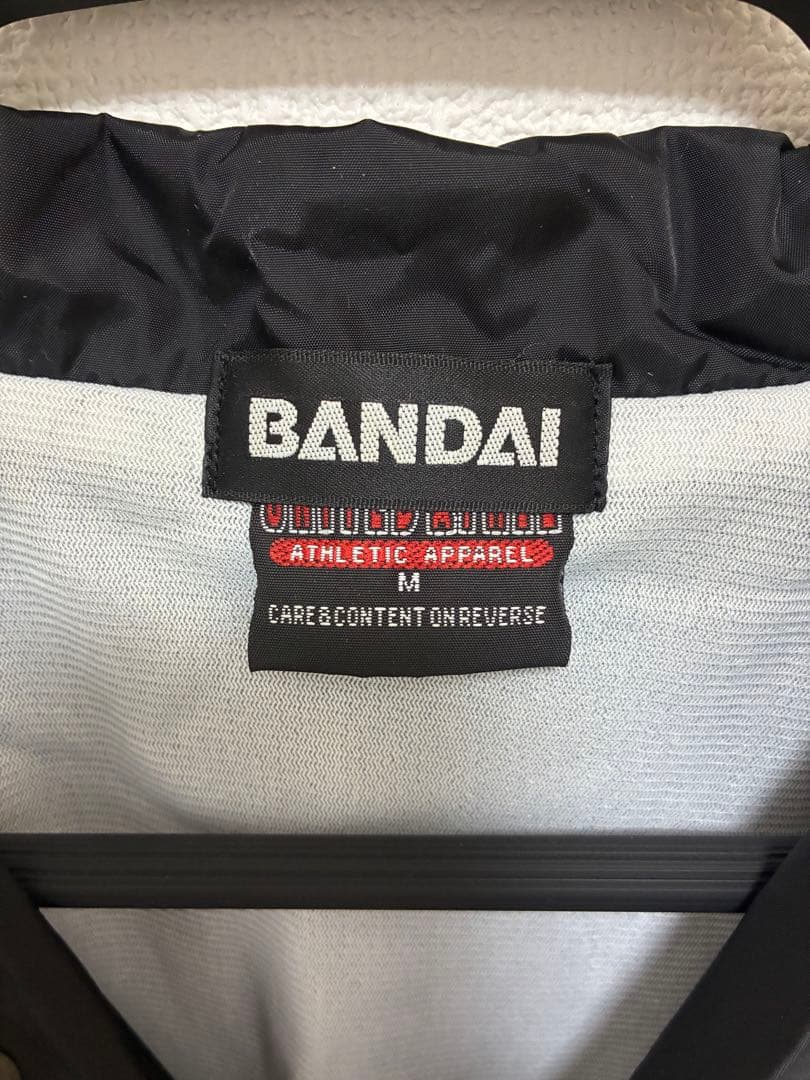 BANDAI
ATHLETIC APPAREL
M
CARE&CONTENT ON REVERSE